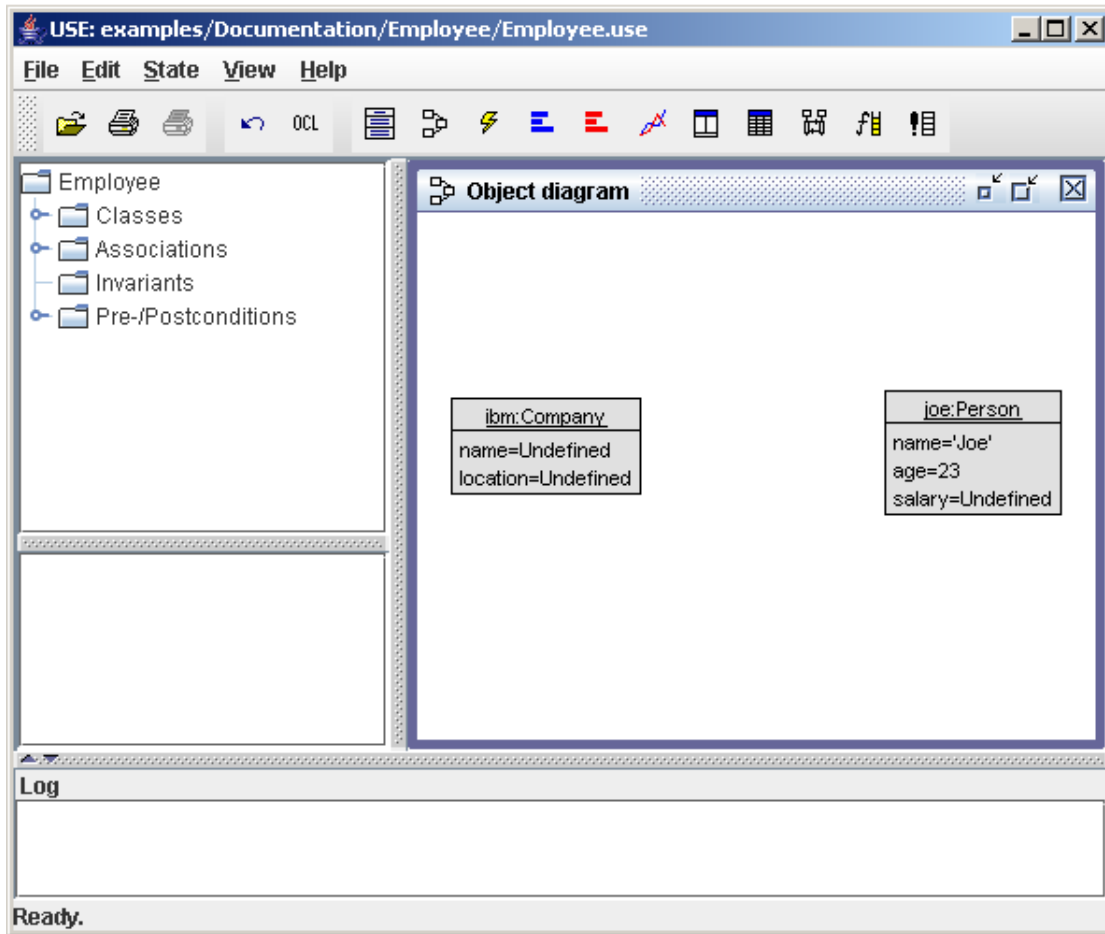 USE: examples/Documentation/Employee/Employee.use
File Edit State View Help
OCL
Employee
Classes
Associations
Invariants
Pre-/Postconditions
Object diagram
ibm:Company
name=Undefined
location=Undefined
joe:Person
name='Joe'
age=23
salary=Undefined
Log
Ready.